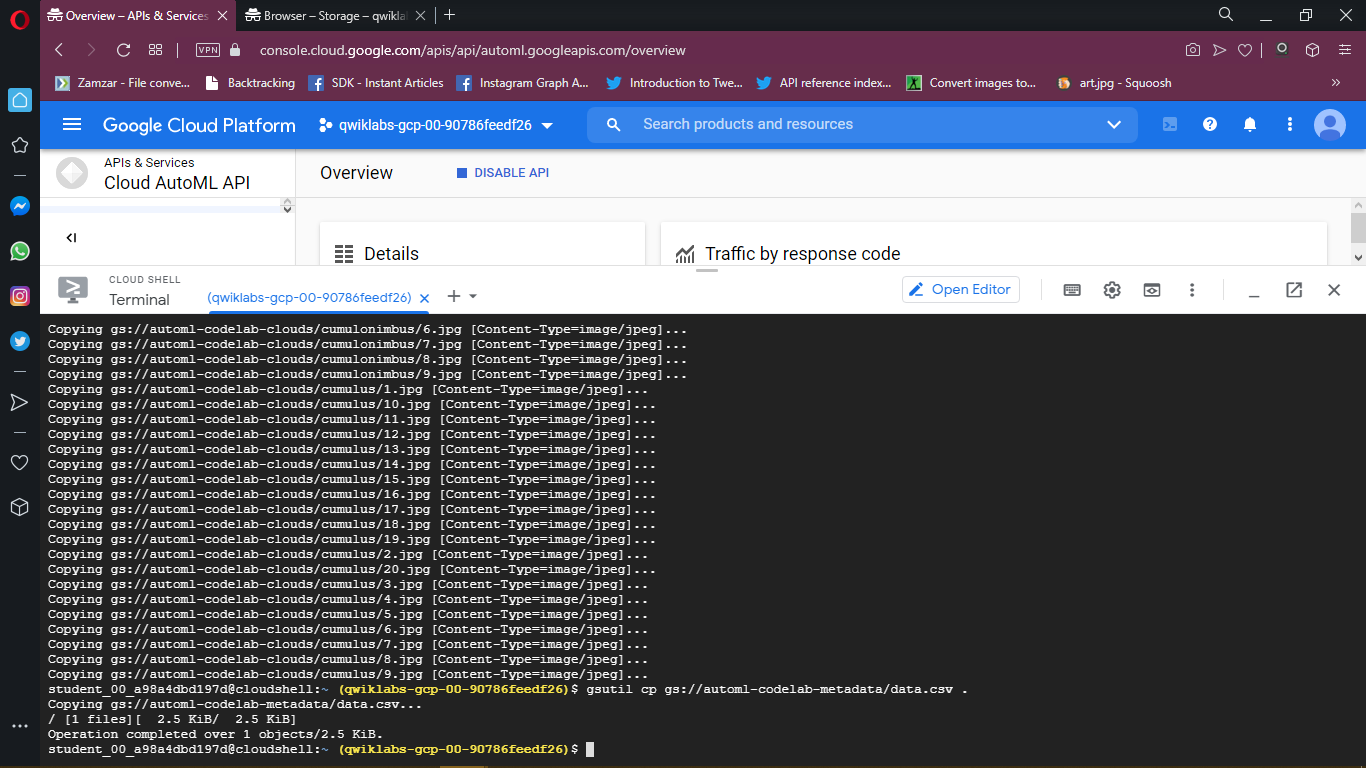 Overview – APIs & Services
Browser – Storage – qwikla
VPN
console.cloud.google.com/apis/api/automl.googleapis.com/overview
Zamzar - File conve...
Backtracking
SDK - Instant Articles
Instagram Graph A...
Introduction to Twe...
API reference index...
Convert images to...
art.jpg - Squoosh
»
Google Cloud Platform
qwiklabs-gcp-00-90786feedf26
Search products and resources
APIs & Services
Cloud AutoML API
Overview
DISABLE API
Details
Traffic by response code
CLOUD SHELL
Terminal
(qwiklabs-gcp-00-90786feedf26)
Open Editor
Copying gs://automl-codelab-clouds/cumulonimbus/6.jpg [Content-Type=image/jpeg]...
Copying gs://automl-codelab-clouds/cumulonimbus/7.jpg [Content-Type=image/jpeg]...
Copying gs://automl-codelab-clouds/cumulonimbus/8.jpg [Content-Type=image/jpeg]...
Copying gs://automl-codelab-clouds/cumulonimbus/9.jpg [Content-Type=image/jpeg]...
Copying gs://automl-codelab-clouds/cumulus/1.jpg [Content-Type=image/jpeg]...
Copying gs://automl-codelab-clouds/cumulus/10.jpg [Content-Type=image/jpeg]...
Copying gs://automl-codelab-clouds/cumulus/11.jpg [Content-Type=image/jpeg]...
Copying gs://automl-codelab-clouds/cumulus/12.jpg [Content-Type=image/jpeg]...
Copying gs://automl-codelab-clouds/cumulus/13.jpg [Content-Type=image/jpeg]...
Copying gs://automl-codelab-clouds/cumulus/14.jpg [Content-Type=image/jpeg]...
Copying gs://automl-codelab-clouds/cumulus/15.jpg [Content-Type=image/jpeg]...
Copying gs://automl-codelab-clouds/cumulus/16.jpg [Content-Type=image/jpeg]...
Copying gs://automl-codelab-clouds/cumulus/17.jpg [Content-Type=image/jpeg]...
Copying gs://automl-codelab-clouds/cumulus/18.jpg [Content-Type=image/jpeg]...
Copying gs://automl-codelab-clouds/cumulus/19.jpg [Content-Type=image/jpeg]...
Copying gs://automl-codelab-clouds/cumulus/2.jpg [Content-Type=image/jpeg]...
Copying gs://automl-codelab-clouds/cumulus/20.jpg [Content-Type=image/jpeg]...
Copying gs://automl-codelab-clouds/cumulus/3.jpg [Content-Type=image/jpeg]...
Copying gs://automl-codelab-clouds/cumulus/4.jpg [Content-Type=image/jpeg]...
Copying gs://automl-codelab-clouds/cumulus/5.jpg [Content-Type=image/jpeg]...
Copying gs://automl-codelab-clouds/cumulus/6.jpg [Content-Type=image/jpeg]...
Copying gs://automl-codelab-clouds/cumulus/7.jpg [Content-Type=image/jpeg]...
Copying gs://automl-codelab-clouds/cumulus/8.jpg [Content-Type=image/jpeg]...
Copying gs://automl-codelab-clouds/cumulus/9.jpg [Content-Type=image/jpeg]...
student_00_a98a4dbd197d@cloudshell:~ (qwiklabs-gcp-00-90786feedf26)$ gsutil cp gs://automl-codelab-metadata/data.csv .
Copying gs://automl-codelab-metadata/data.csv...
/ [1 files][  2.5 KiB/  2.5 KiB]
Operation completed over 1 objects/2.5 KiB.
student_00_a98a4dbd197d@cloudshell:~ (qwiklabs-gcp-00-90786feedf26)$